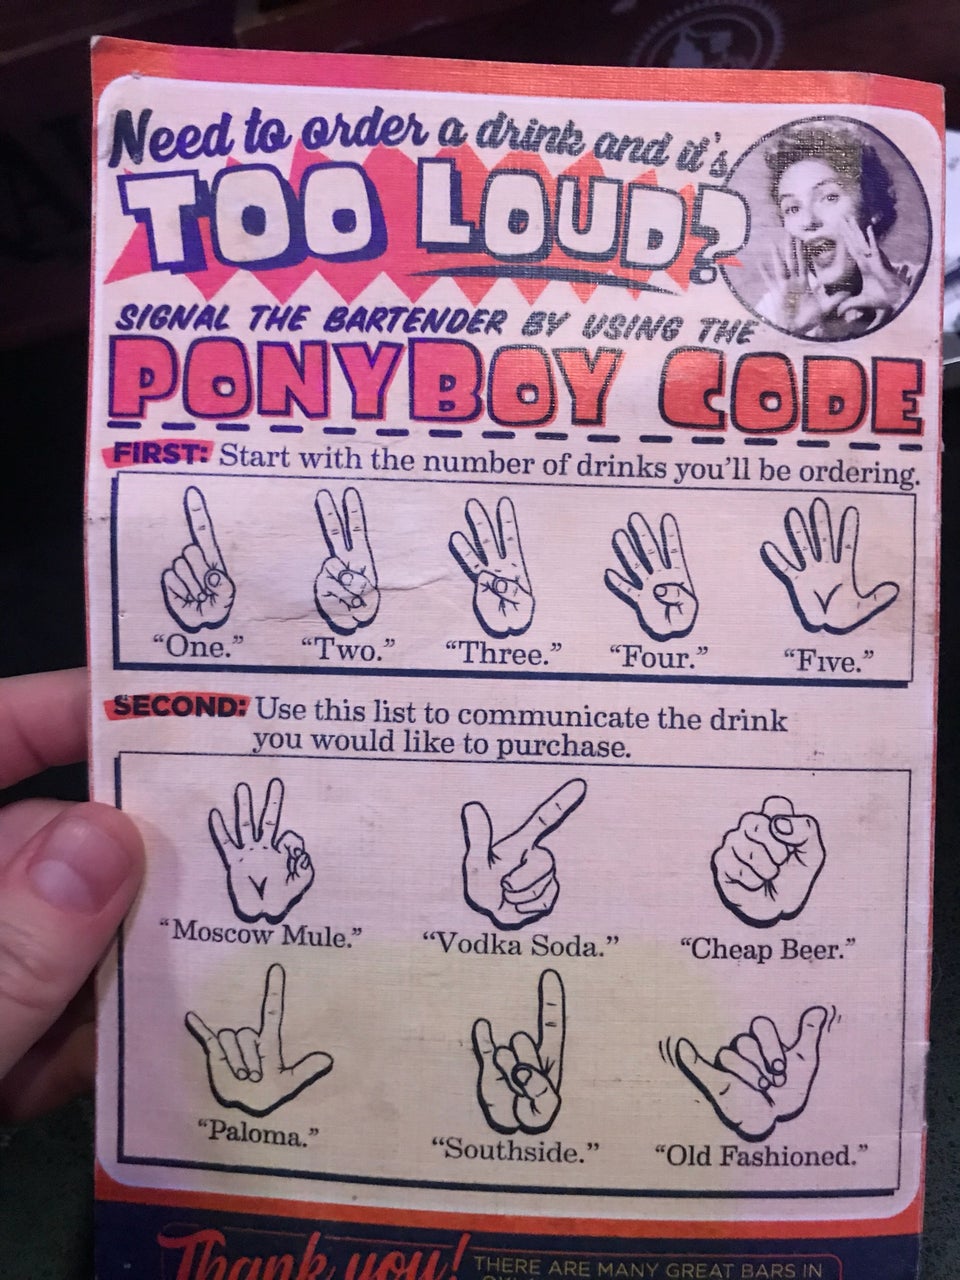 Need to order a drink and it's
TOO LOUD?
SIGNAL THE BARTENDER BY USING THE
PONYBOY CODE
FIRST: Start with the number of drinks you'll be ordering.
"One." "Two." "Three." "Four." "Five."
SECOND: Use this list to communicate the drink
you would like to purchase.
"Moscow Mule." "Vodka Soda." "Cheap Beer."
"Paloma." "Southside." "Old Fashioned."
Thank you! THERE ARE MANY GREAT BARS IN